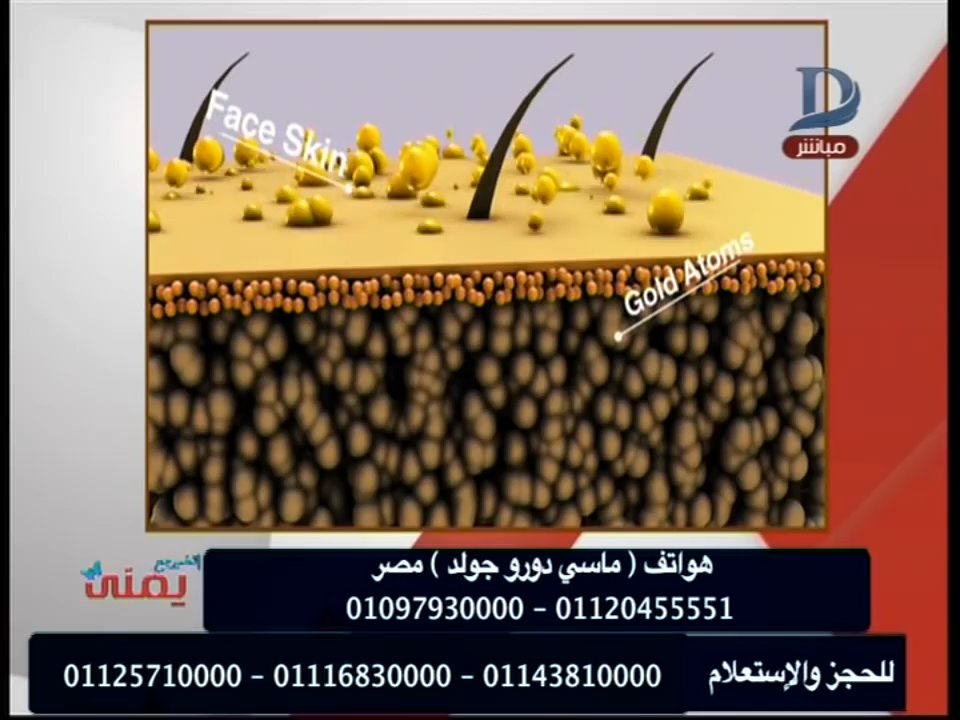 Face Skin
D
مباشر
Gold Atoms
يمنى
هواتف ( ماسي دورو جولد ) مصر
01097930000 - 01120455551
للحجز والإستعلام
01125710000 - 01116830000 - 01143810000